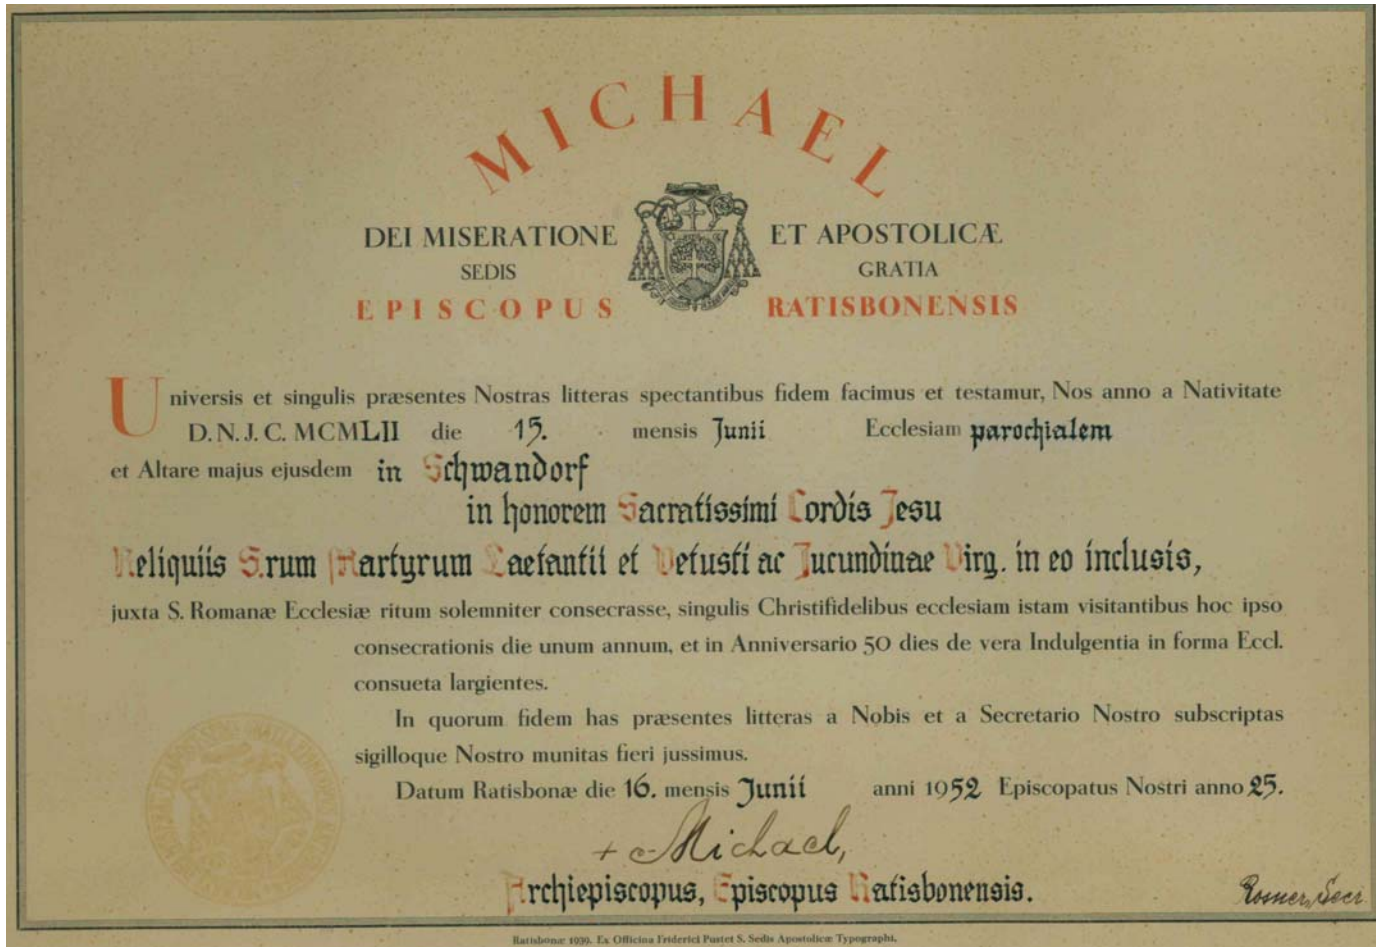 MICHAEL
DEI MISERATIONE ET APOSTOLICÆ
SEDIS GRATIA
EPISCOPUS RATISBONENSIS
Universis et singulis præsentes Nostras litteras spectantibus fidem facimus et testamur, Nos anno a Nativitate
D. N. J. C. MCMLII die 15. mensis Junii Ecclesiam parochialem
et Altare majus ejusdem in Schwandorf
in honorem Sacratissimi Cordis Jesu
Reliquiis S.rum Martyrum Laetantii et Vetusti ac Jucundinae Virg. in eo inclusis,
juxta S. Romanæ Ecclesiæ ritum solemniter consecrasse, singulis Christifidelibus ecclesiam istam visitantibus hoc ipso
consecrationis die unum annum, et in Anniversario 50 dies de vera Indulgentia in forma Eccl.
consueta largientes.
In quorum fidem has præsentes litteras a Nobis et a Secretario Nostro subscriptas
sigilloque Nostro munitas fieri jussimus.
Datum Ratisbonæ die 16. mensis Junii anni 1952 Episcopatus Nostri anno 25.
+ Michael,
Archiepiscopus, Episcopus Ratisbonensis.
Secr.
Ratisbonæ 1939. Ex Officina Friderici Pustet S. Sedis Apostolicæ Typographi.